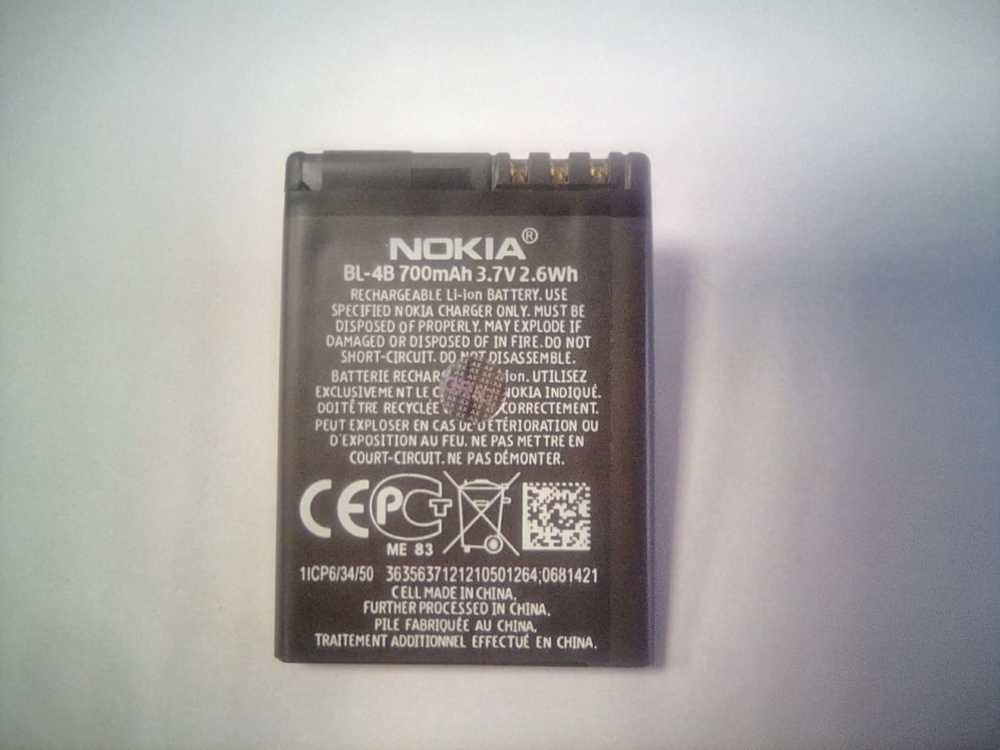 NOKIA®
BL-4B 700mAh 3.7V 2.6Wh
RECHARGEABLE Li-ion BATTERY. USE
SPECIFIED NOKIA CHARGER ONLY. MUST BE
DISPOSED OF PROPERLY. MAY EXPLODE IF
DAMAGED OR DISPOSED OF IN FIRE. DO NOT
SHORT-CIRCUIT. DO NOT DISASSEMBLE.
BATTERIE RECHARG ion. UTILISEZ
EXCLUSIVEMENT LE C NOKIA INDIQUÉ.
DOIT ÊTRE RECYCLÉE CORRECTEMENT.
PEUT EXPLOSER EN CAS DE DÉTÉRIORATION OU
D'EXPOSITION AU FEU. NE PAS METTRE EN
COURT-CIRCUIT. NE PAS DÉMONTER.
CE PCT
ME 83
1ICP6/34/50 3635637121210501264;0681421
CELL MADE IN CHINA,
FURTHER PROCESSED IN CHINA,
PILE FABRIQUÉE AU CHINA,
TRAITEMENT ADDITIONNEL EFFECTUÉ EN CHINA.